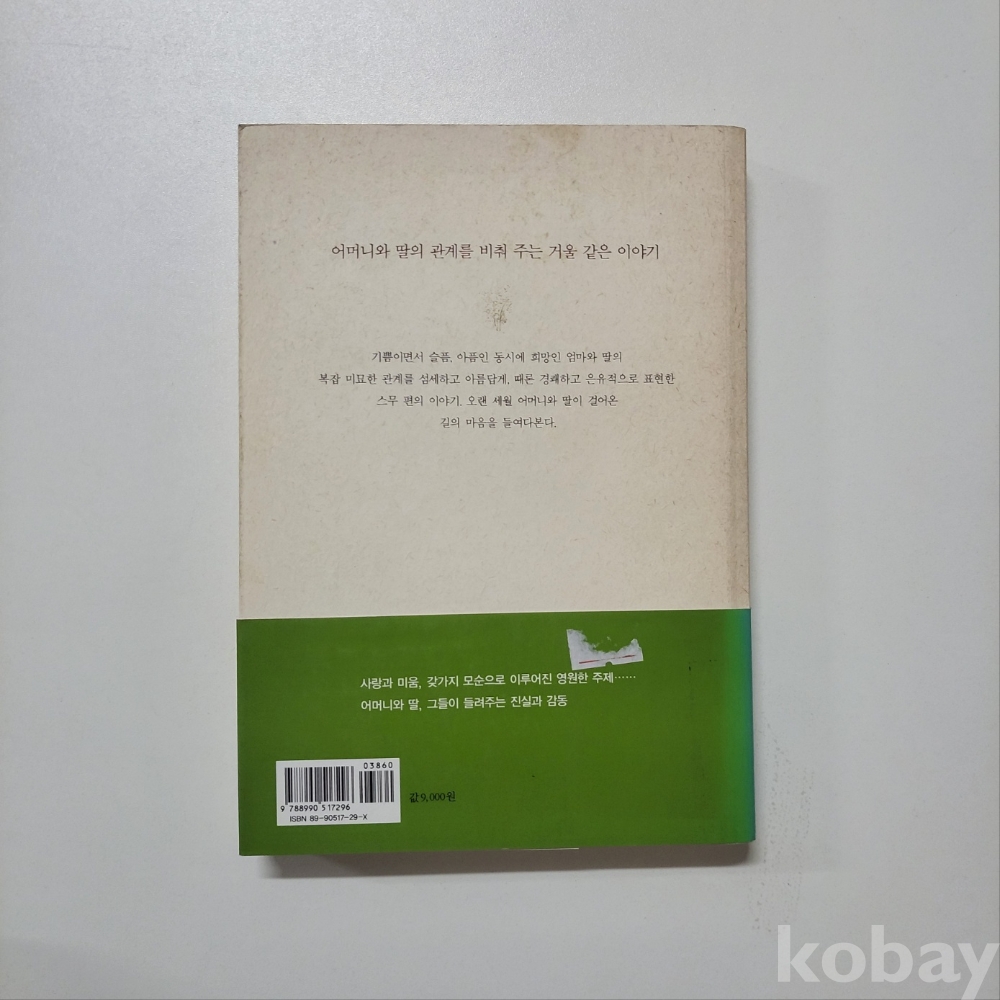 어머니와 딸의 관계를 비춰 주는 거울 같은 이야기
기쁨이면서 슬픔, 아픔인 동시에 희망인 엄마와 딸의
복잡 미묘한 관계를 섬세하고 아름답게, 때론 경쾌하고 은유적으로 표현한
스무 편의 이야기. 오랜 세월 어머니와 딸이 걸어온
길의 마음을 들여다본다.
사랑과 미움, 갖가지 모순으로 이루어진 영원한 주제……
어머니와 딸, 그들이 들려주는 진실과 감동
03860
9 788990 517296
ISBN 89-90517-29-X
값 9,000원
kobay